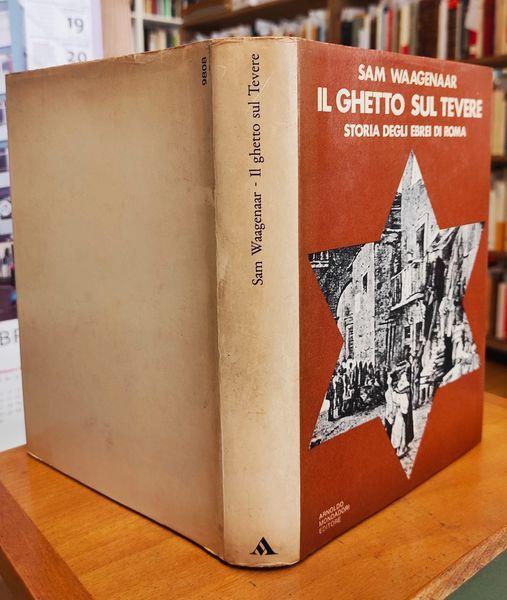 SAM WAAGENAAR
IL GHETTO SUL TEVERE
STORIA DEGLI EBREI DI ROMA
ARNOLDO
MONDADORI
EDITORE
Sam Waagenaar - Il ghetto sul Tevere
9808
19
20